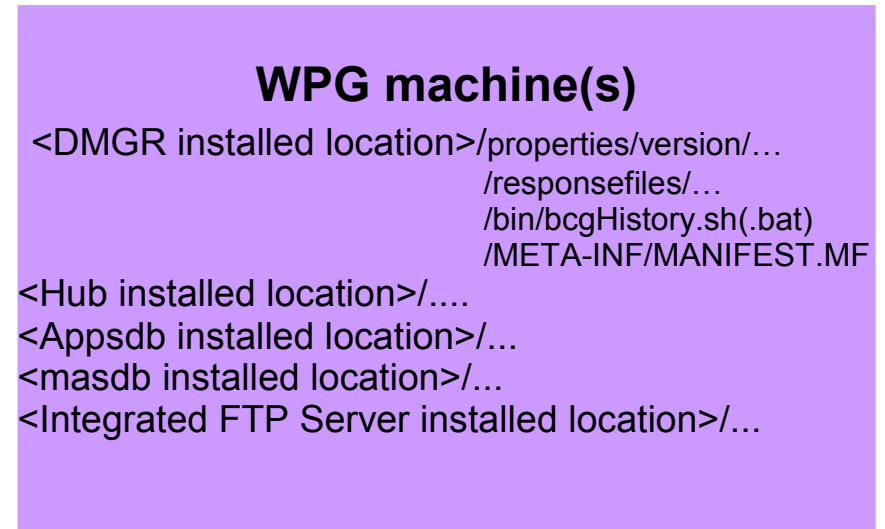 WPG machine(s)
<DMGR installed location>/properties/version/…
/responsefiles/…
/bin/bcgHistory.sh(.bat)
/META-INF/MANIFEST.MF
<Hub installed location>/....
<Appsdb installed location>/...
<masdb installed location>/...
<Integrated FTP Server installed location>/...